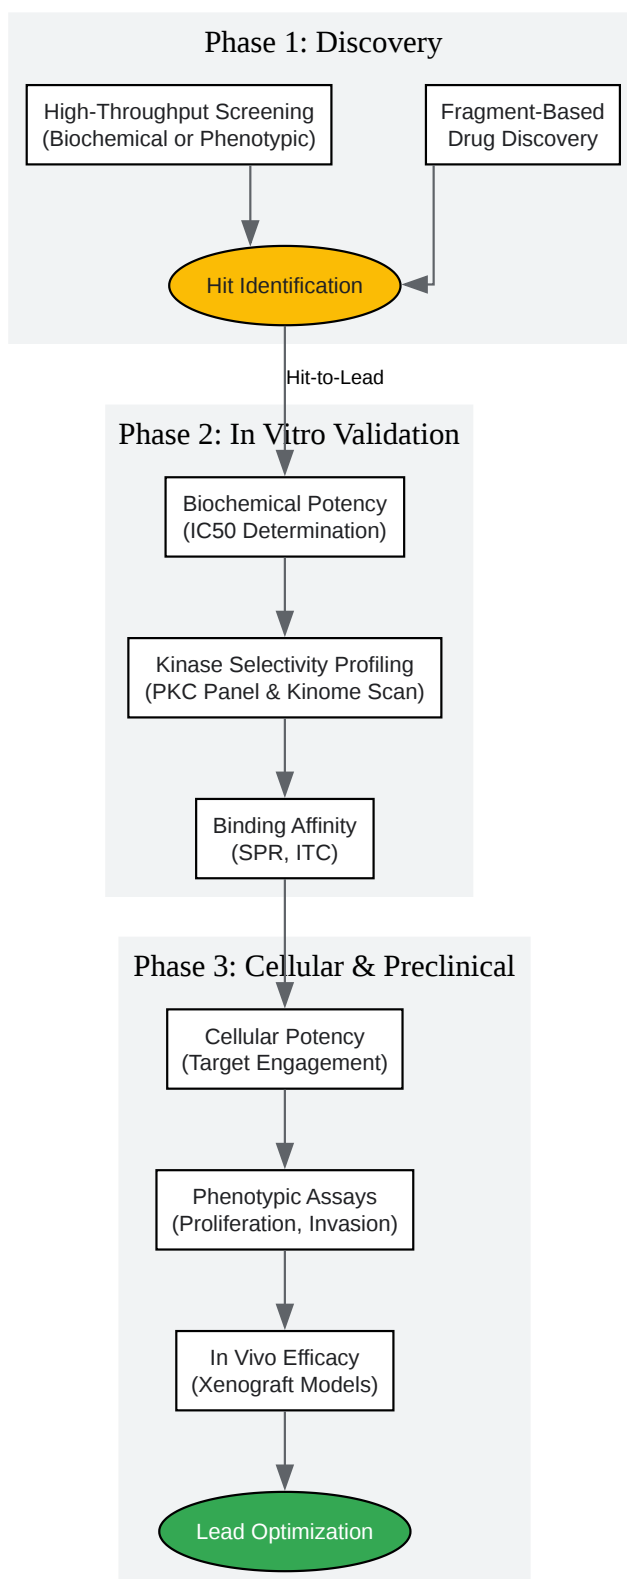 Phase 1: Discovery
High-Throughput Screening
(Biochemical or Phenotypic)
Fragment-Based
Drug Discovery
Hit Identification
Hit-to-Lead
Phase 2: In Vitro Validation
Biochemical Potency
(IC50 Determination)
Kinase Selectivity Profiling
(PKC Panel & Kinome Scan)
Binding Affinity
(SPR, ITC)
Phase 3: Cellular & Preclinical
Cellular Potency
(Target Engagement)
Phenotypic Assays
(Proliferation, Invasion)
In Vivo Efficacy
(Xenograft Models)
Lead Optimization